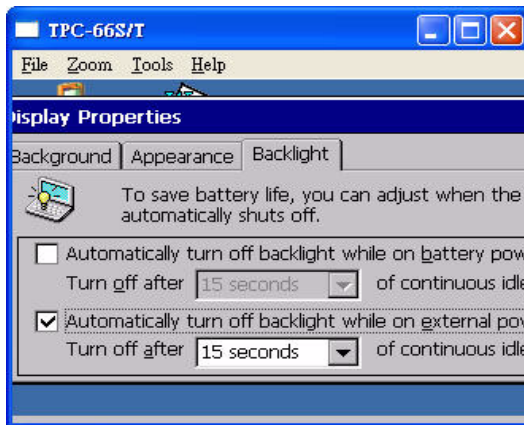 TPC-66S/T
File Zoom Tools Help
isplay Properties
Background Appearance Backlight
To save battery life, you can adjust when the
automatically shuts off.
Automatically turn off backlight while on battery pow
Turn off after 15 seconds of continuous idle
Automatically turn off backlight while on external pow
Turn off after 15 seconds of continuous idle